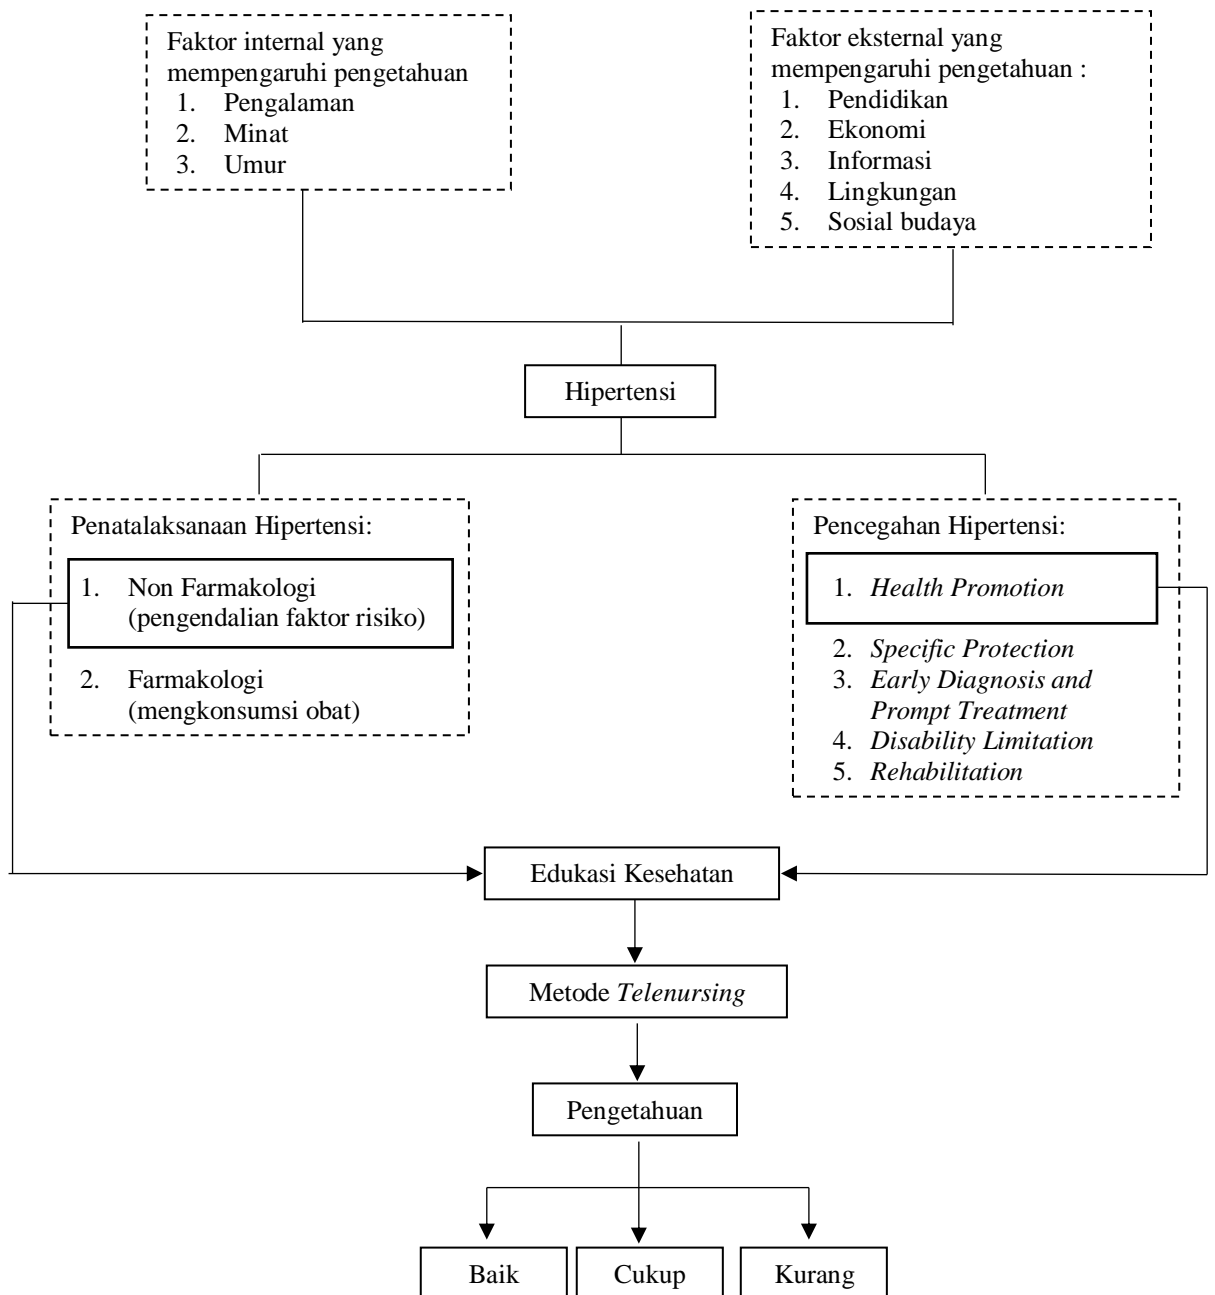 Faktor internal yang
mempengaruhi pengetahuan
1. Pengalaman
2. Minat
3. Umur
Faktor eksternal yang
mempengaruhi pengetahuan :
1. Pendidikan
2. Ekonomi
3. Informasi
4. Lingkungan
5. Sosial budaya
Hipertensi
Penatalaksanaan Hipertensi:
1. Non Farmakologi
(pengendalian faktor risiko)
2. Farmakologi
(mengkonsumsi obat)
Pencegahan Hipertensi:
1. Health Promotion
2. Specific Protection
3. Early Diagnosis and
Prompt Treatment
4. Disability Limitation
5. Rehabilitation
Edukasi Kesehatan
Metode Telenursing
Pengetahuan
Baik
Cukup
Kurang